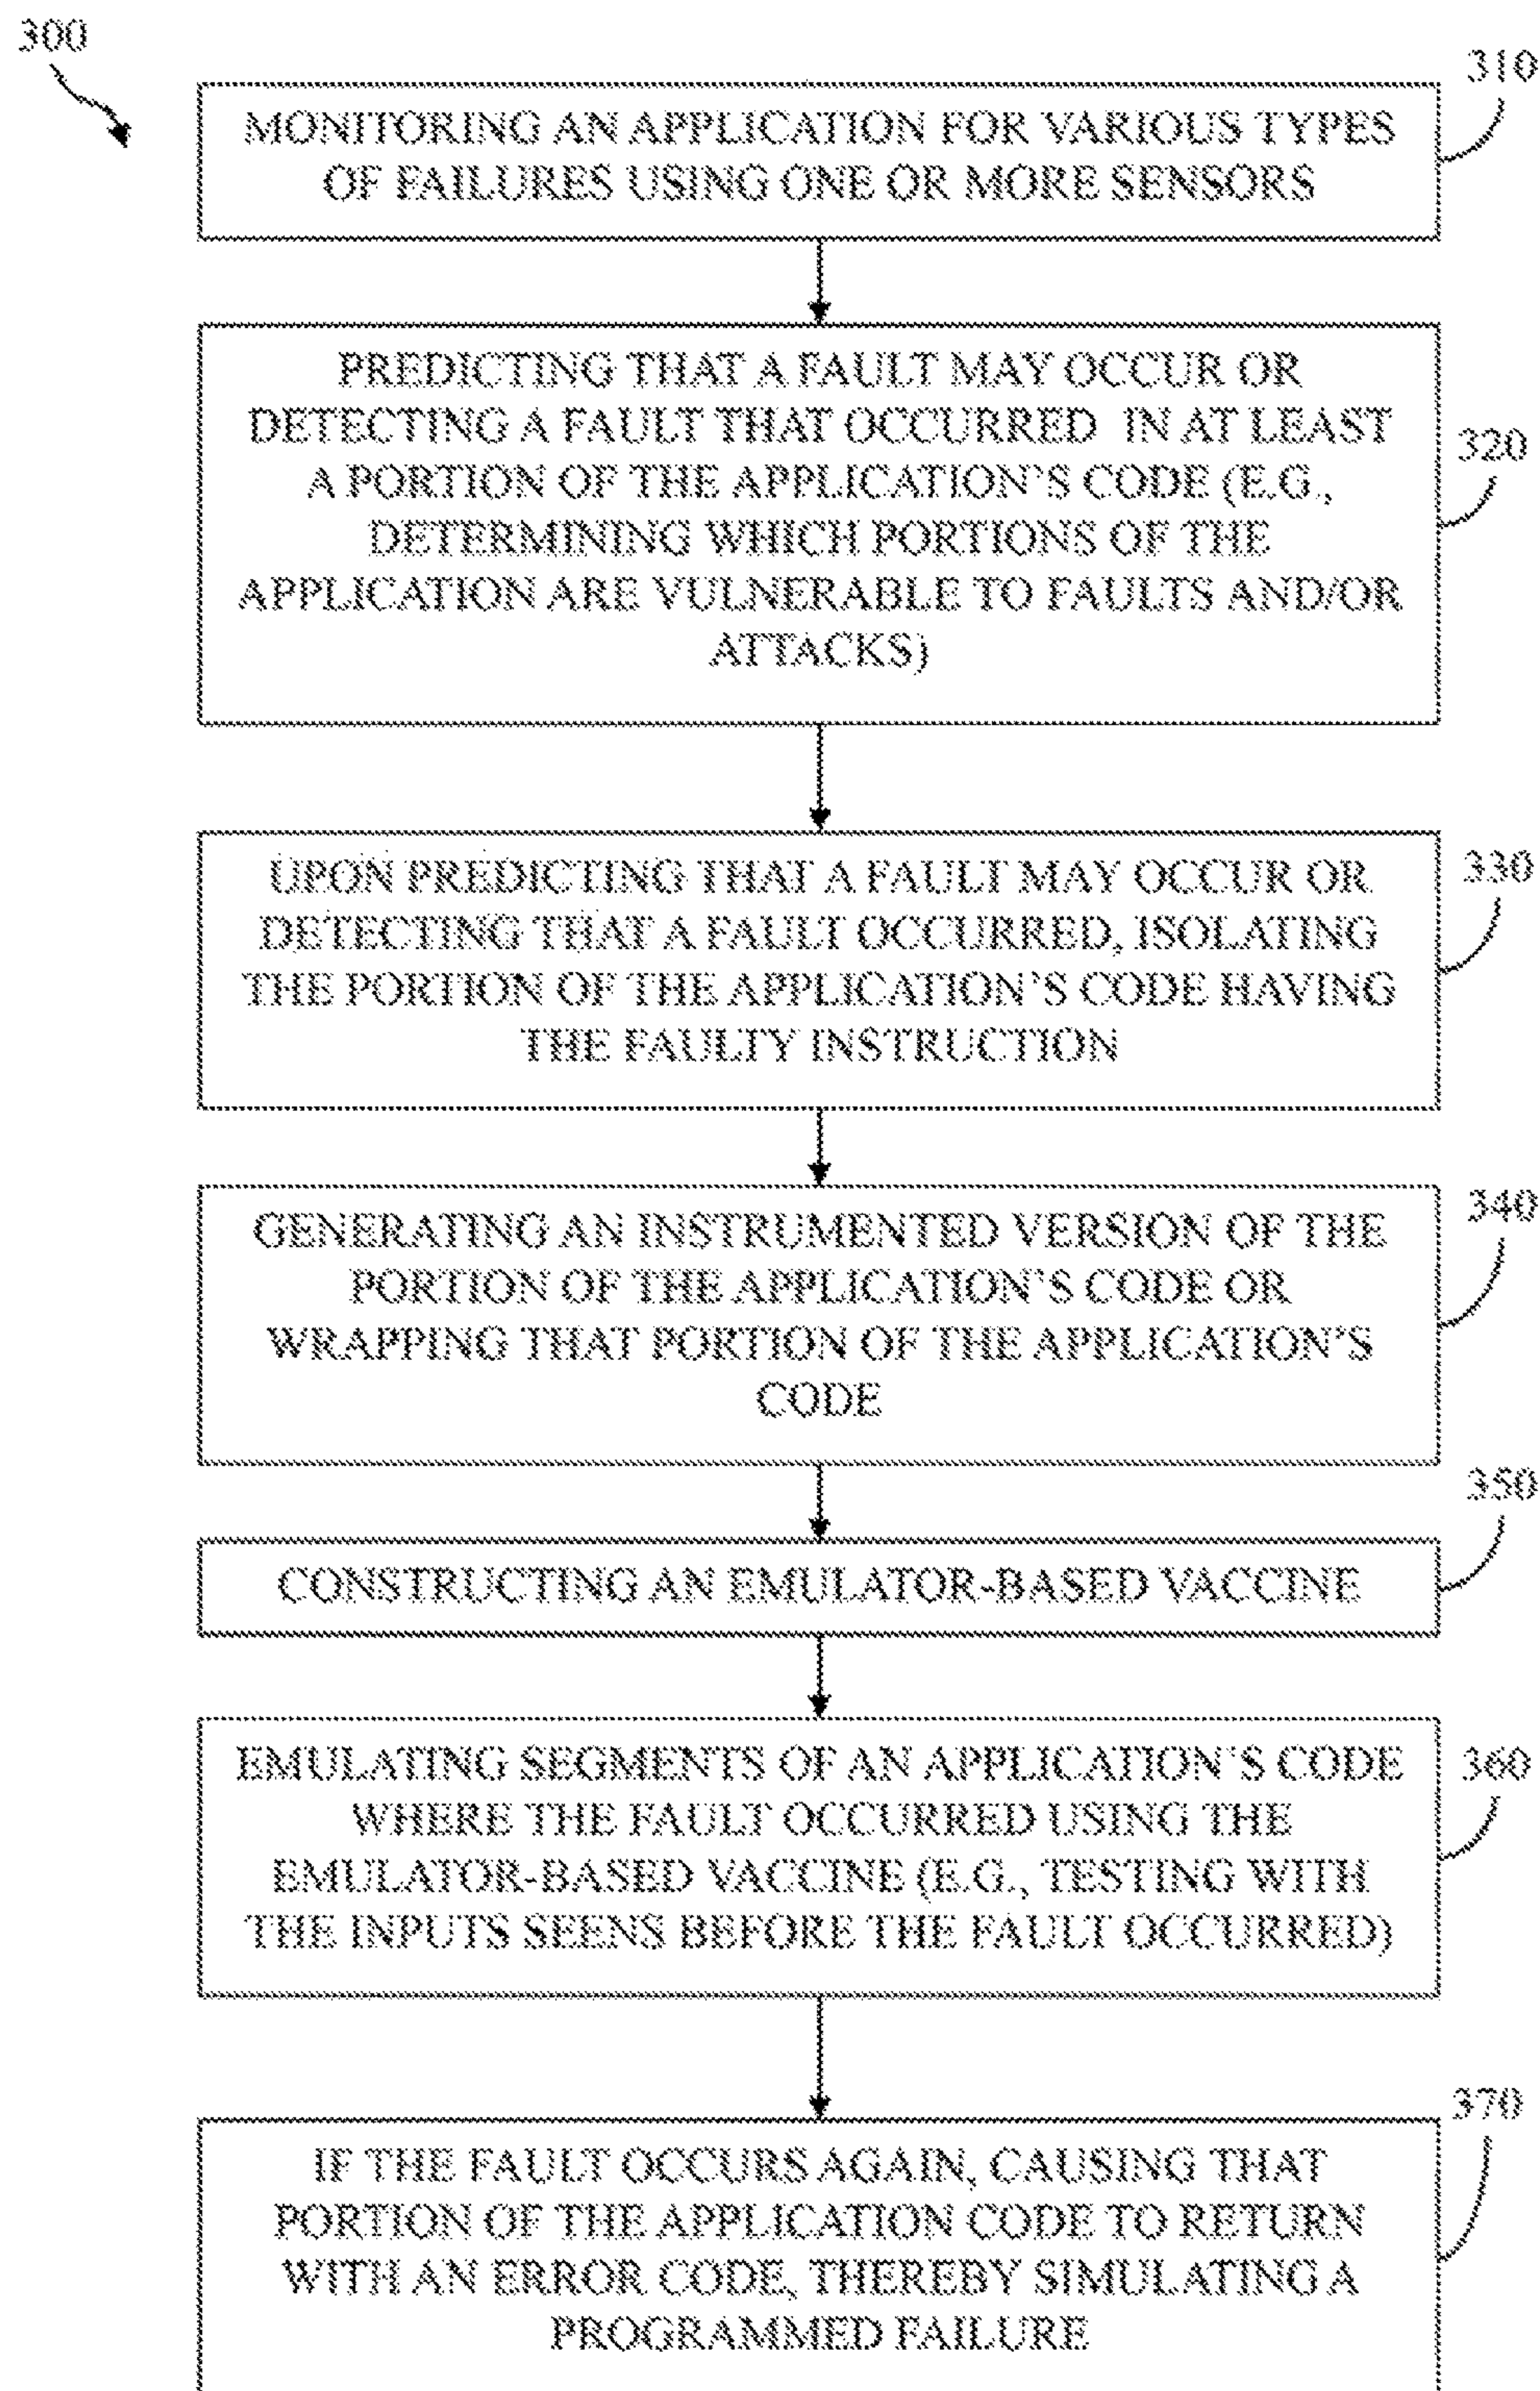 300
310
MONITORING AN APPLICATION FOR VARIOUS TYPES
OF FAILURES USING ONE OR MORE SENSORS
320
PREDICTING THAT A FAULT MAY OCCUR OR
DETECTING A FAULT THAT OCCURRED IN AT LEAST
A PORTION OF THE APPLICATION'S CODE (E.G.,
DETERMINING WHICH PORTIONS OF THE
APPLICATION ARE VULNERABLE TO FAULTS AND/OR
ATTACKS)
330
UPON PREDICTING THAT A FAULT MAY OCCUR OR
DETECTING THAT A FAULT OCCURRED, ISOLATING
THE PORTION OF THE APPLICATION'S CODE HAVING
THE FAULTY INSTRUCTION
340
GENERATING AN INSTRUMENTED VERSION OF THE
PORTION OF THE APPLICATION'S CODE OR
WRAPPING THAT PORTION OF THE APPLICATION'S
CODE
350
CONSTRUCTING AN EMULATOR-BASED VACCINE
360
EMULATING SEGMENTS OF AN APPLICATION'S CODE
WHERE THE FAULT OCCURRED USING THE
EMULATOR-BASED VACCINE (E.G., TESTING WITH
THE INPUTS SEENS BEFORE THE FAULT OCCURRED)
370
IF THE FAULT OCCURS AGAIN, CAUSING THAT
PORTION OF THE APPLICATION CODE TO RETURN
WITH AN ERROR CODE, THEREBY SIMULATING A
PROGRAMMED FAILURE